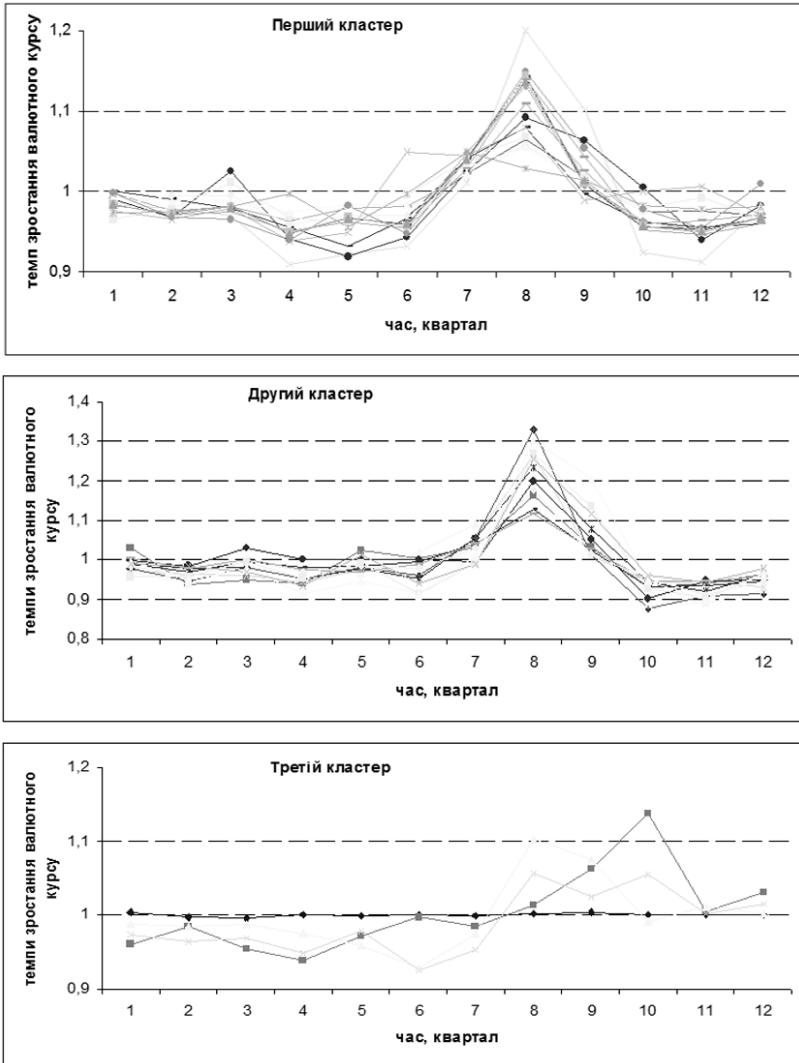 Перший кластер
темп зростання валютного курсу
1,2
1,1
1
0,9
1 2 3 4 5 6 7 8 9 10 11 12
час, квартал
Другий кластер
темпи зростання валютного
курсу
1,4
1,3
1,2
1,1
1
0,9
0,8
1 2 3 4 5 6 7 8 9 10 11 12
час, квартал
Третій кластер
темпи зростання валютного
курсу
1,2
1,1
1
0,9
1 2 3 4 5 6 7 8 9 10 11 12
час, квартал